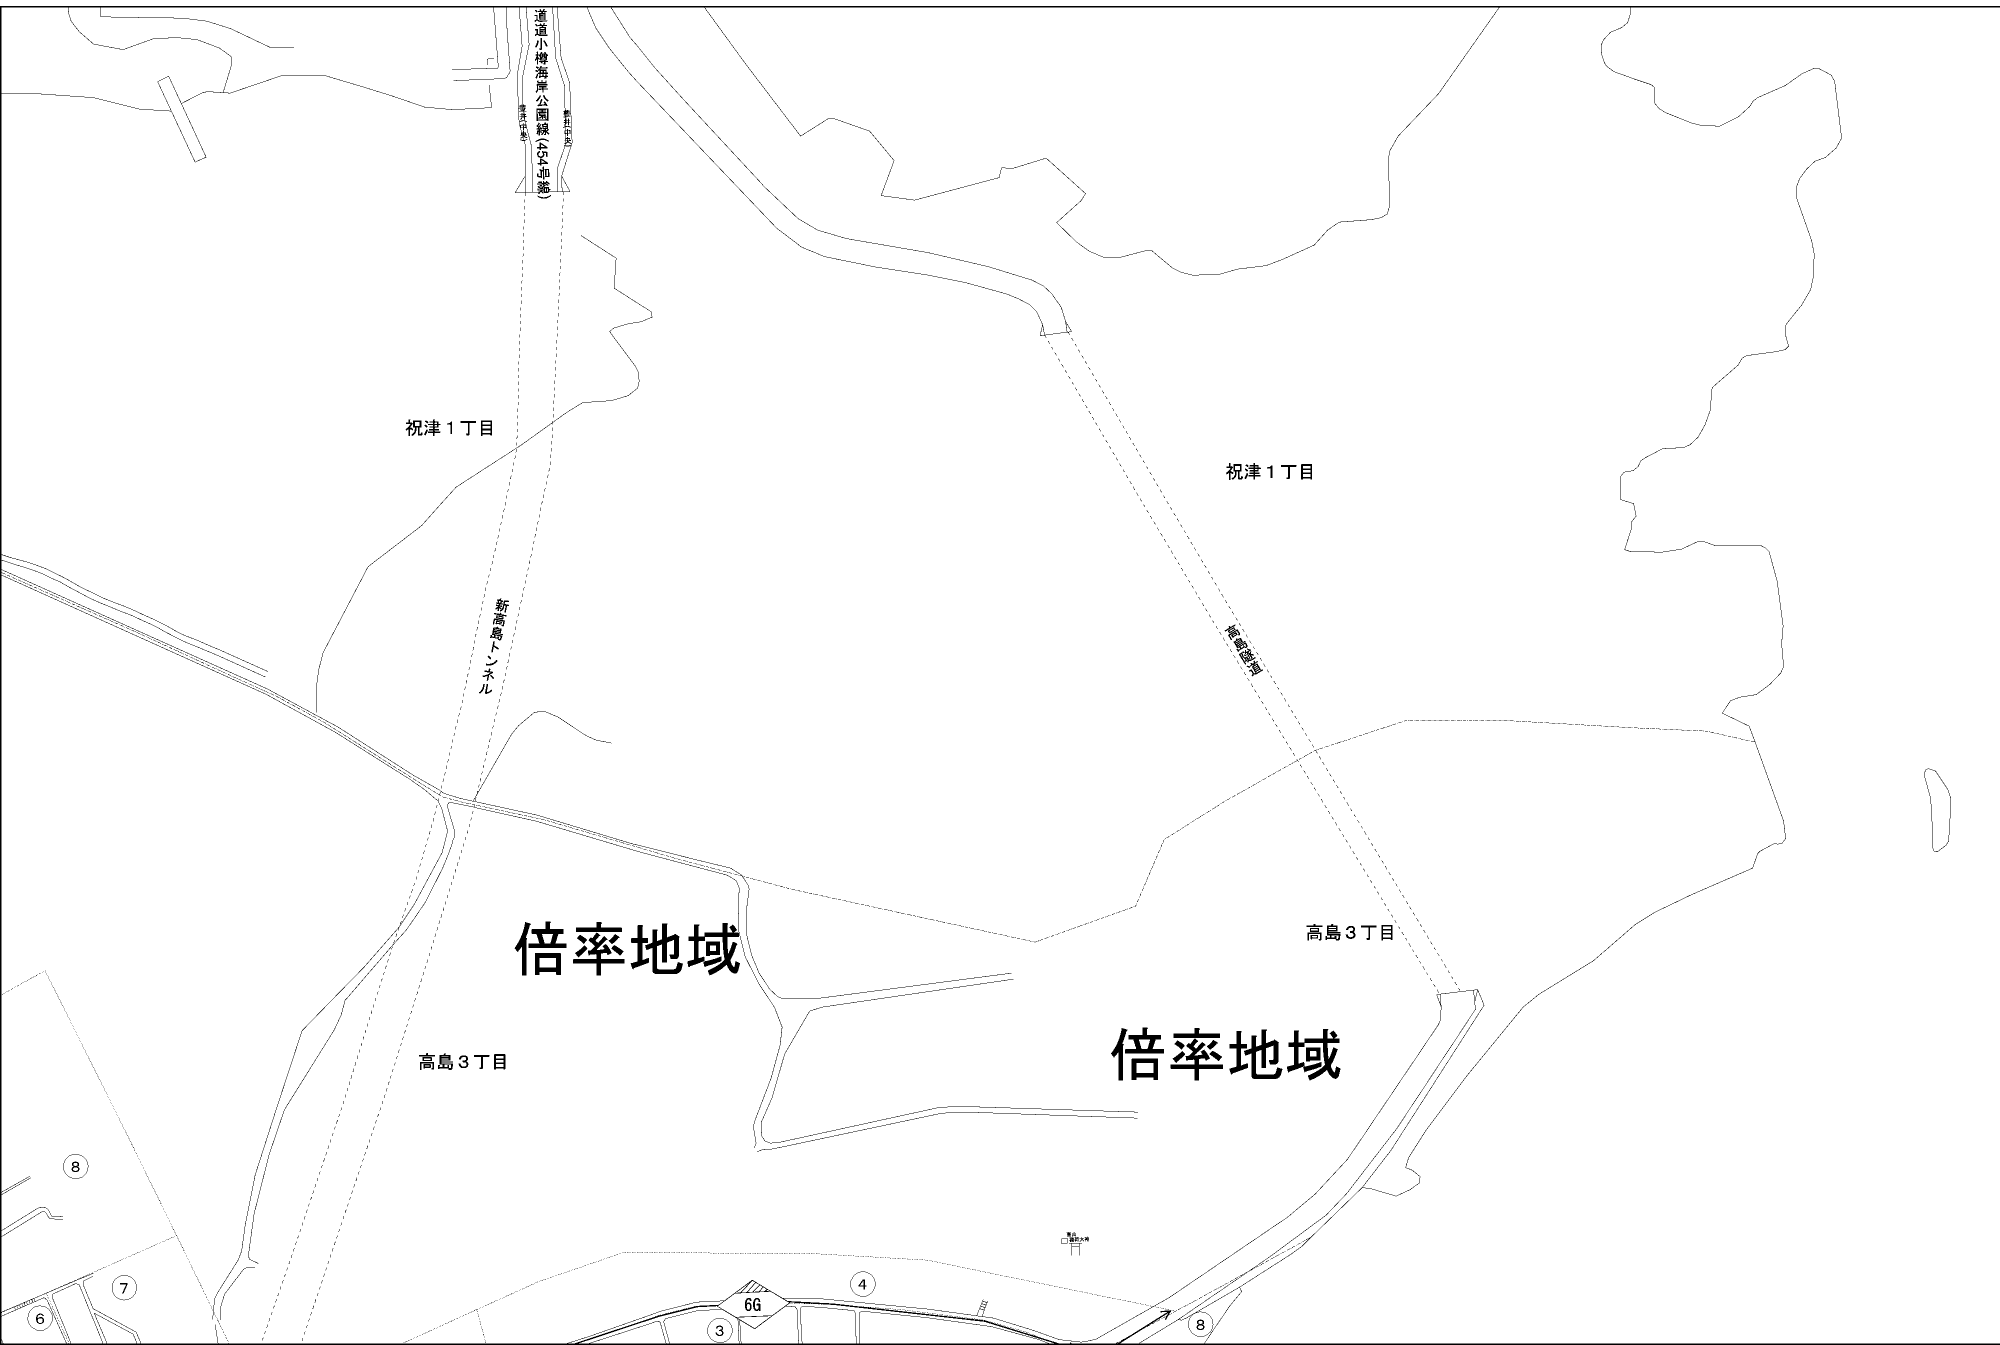 道道小樽海岸公園線(454号線)
祝津1丁目
祝津1丁目
新高島トンネル
高島隧道
倍率地域
高島3丁目
倍率地域
高島3丁目
8
7
6
6G
4
3
8